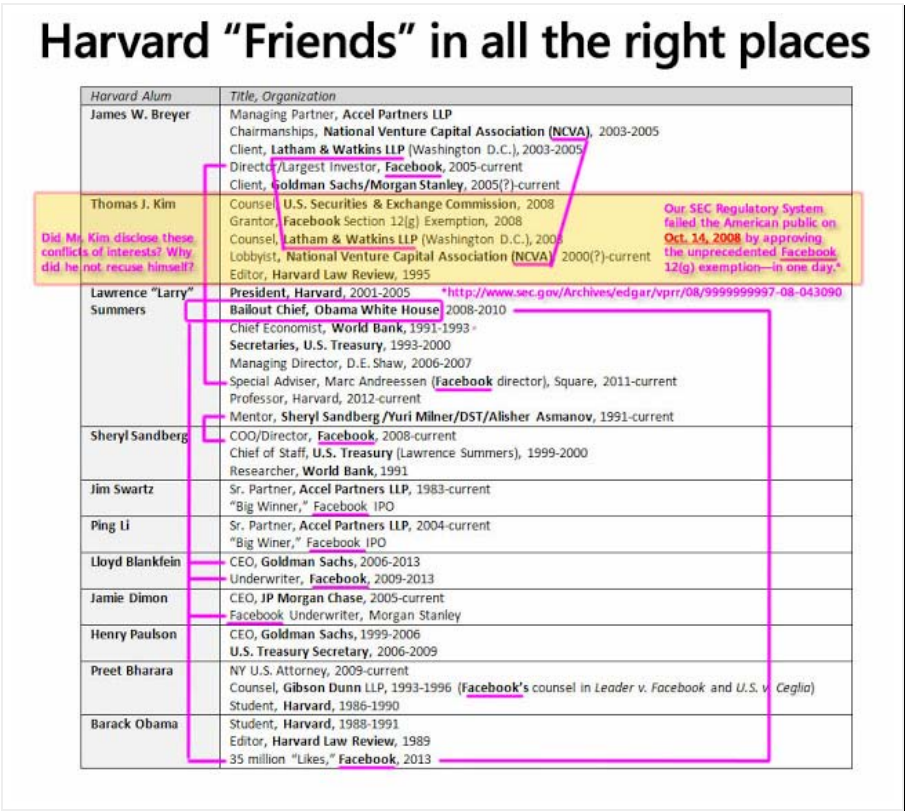 Harvard “Friends” in all the right places
Harvard Alum Title, Organization
James W. Breyer Managing Partner, Accel Partners LLP
Chairmanships, National Venture Capital Association (NCVA), 2003-2005
Client, Latham & Watkins LLP (Washington D.C.), 2003-2005
Director/Largest Investor, Facebook, 2005-current
Client, Goldman Sachs/Morgan Stanley, 2005(?)-current
Thomas J. Kim Counsel, U.S. Securities & Exchange Commission, 2008
Grantor, Facebook Section 12(g) Exemption, 2008
Counsel, Latham & Watkins LLP (Washington D.C.), 2003
Lobbyist, National Venture Capital Association (NCVA), 2000(?)-current
Editor, Harvard Law Review, 1995
Did Mr. Kim disclose these
conflicts of interests? Why
did he not recuse himself?
Our SEC Regulatory System
failed the American public on
Oct. 14, 2008 by approving
the unprecedented Facebook
12(g) exemption—in one day.*
Lawrence “Larry” President, Harvard, 2001-2005 *http://www.sec.gov/Archives/edgar/vprr/08/9999999997-08-043090
Summers Bailout Chief, Obama White House 2008-2010
Chief Economist, World Bank, 1991-1993
Secretaries, U.S. Treasury, 1993-2000
Managing Director, D.E. Shaw, 2006-2007
Special Adviser, Marc Andreessen (Facebook director), Square, 2011-current
Professor, Harvard, 2012-current
Mentor, Sheryl Sandberg/Yuri Milner/DST/Alisher Asmanov, 1991-current
Sheryl Sandberg COO/Director, Facebook, 2008-current
Chief of Staff, U.S. Treasury (Lawrence Summers), 1999-2000
Researcher, World Bank, 1991
Jim Swartz Sr. Partner, Accel Partners LLP, 1983-current
“Big Winner,” Facebook IPO
Ping Li Sr. Partner, Accel Partners LLP, 2004-current
“Big Winer,” Facebook IPO
Lloyd Blankfein CEO, Goldman Sachs, 2006-2013
Underwriter, Facebook, 2009-2013
Jamie Dimon CEO, JP Morgan Chase, 2005-current
Facebook Underwriter, Morgan Stanley
Henry Paulson CEO, Goldman Sachs, 1999-2006
U.S. Treasury Secretary, 2006-2009
Preet Bharara NY U.S. Attorney, 2009-current
Counsel, Gibson Dunn LLP, 1993-1996 (Facebook's counsel in Leader v. Facebook and U.S. v. Ceglia)
Student, Harvard, 1986-1990
Barack Obama Student, Harvard, 1988-1991
Editor, Harvard Law Review, 1989
35 million “Likes,” Facebook, 2013